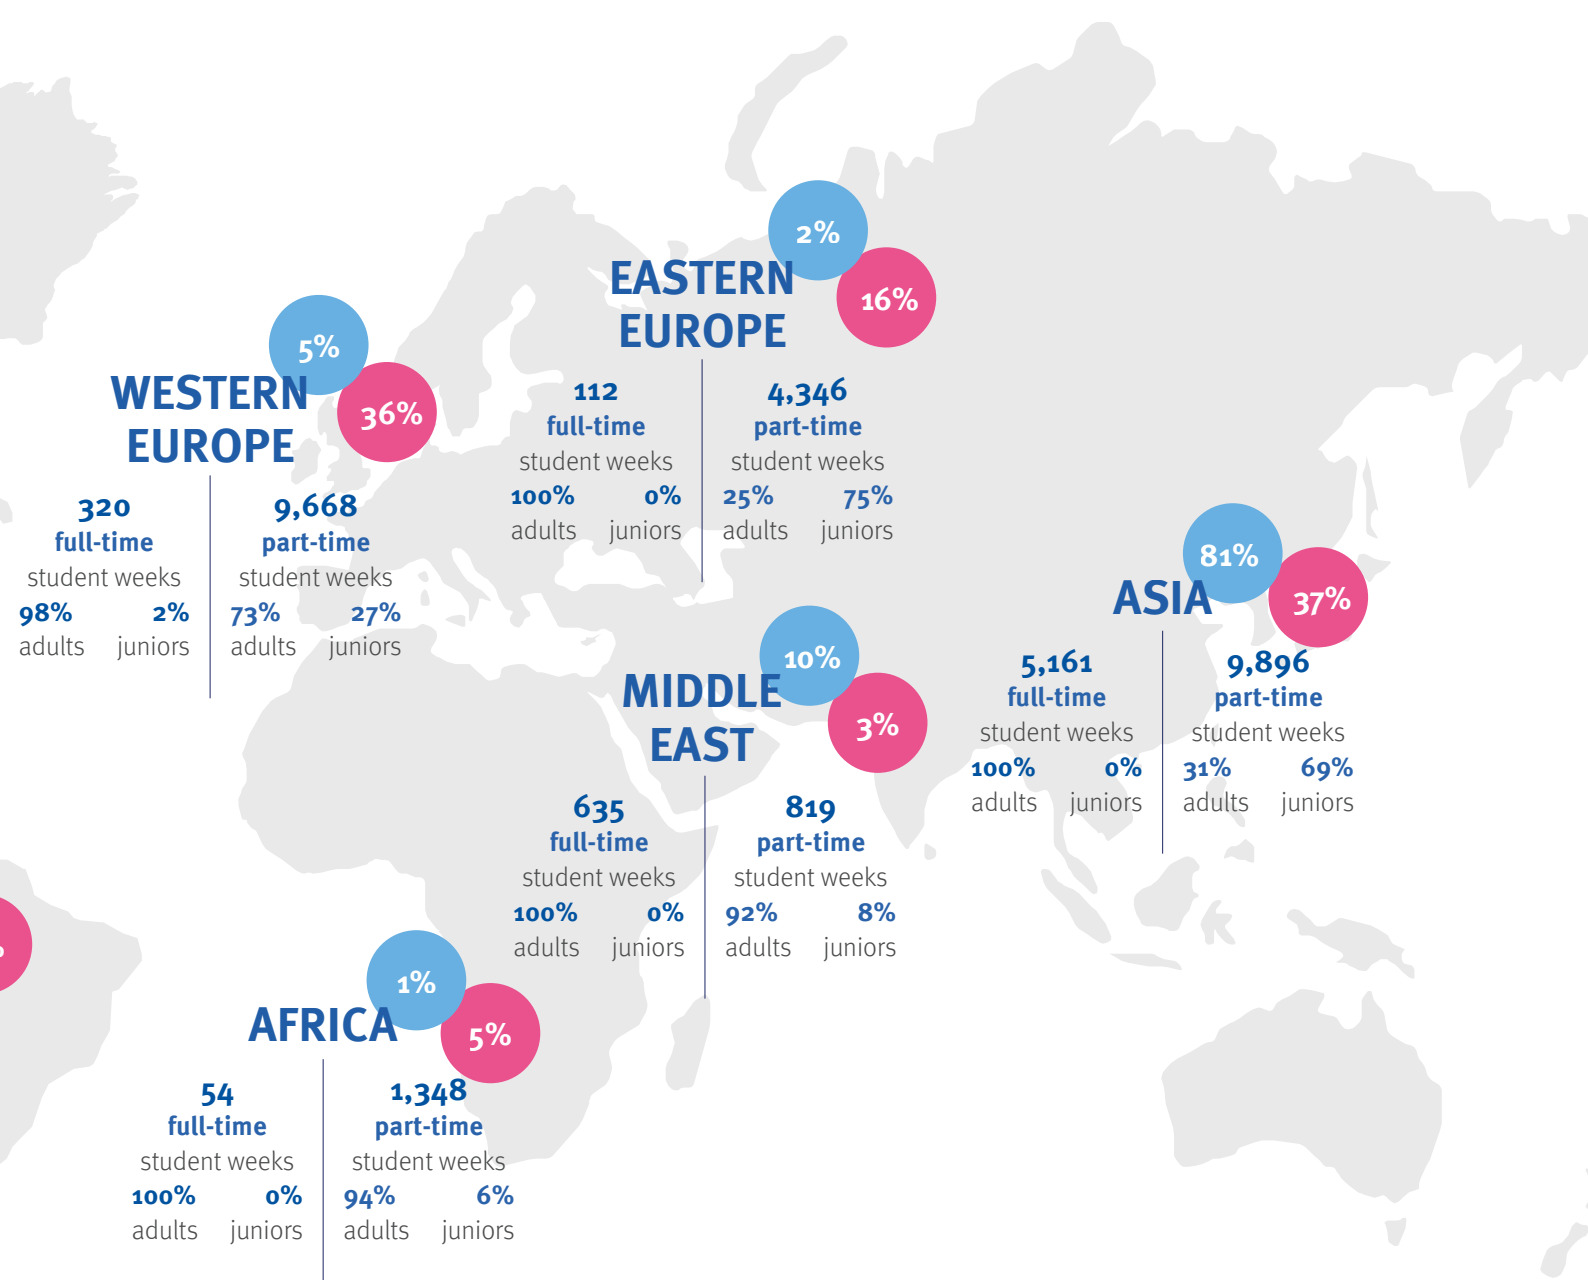 2%
16%
EASTERN
EUROPE
112
full-time
student weeks
100% 0%
adults juniors
4,346
part-time
student weeks
25% 75%
adults juniors
5%
36%
WESTERN
EUROPE
320
full-time
student weeks
98% 2%
adults juniors
9,668
part-time
student weeks
73% 27%
adults juniors
81%
37%
ASIA
5,161
full-time
student weeks
100% 0%
adults juniors
9,896
part-time
student weeks
31% 69%
adults juniors
10%
3%
MIDDLE
EAST
635
full-time
student weeks
100% 0%
adults juniors
819
part-time
student weeks
92% 8%
adults juniors
1%
5%
AFRICA
54
full-time
student weeks
100% 0%
adults juniors
1,348
part-time
student weeks
94% 6%
adults juniors